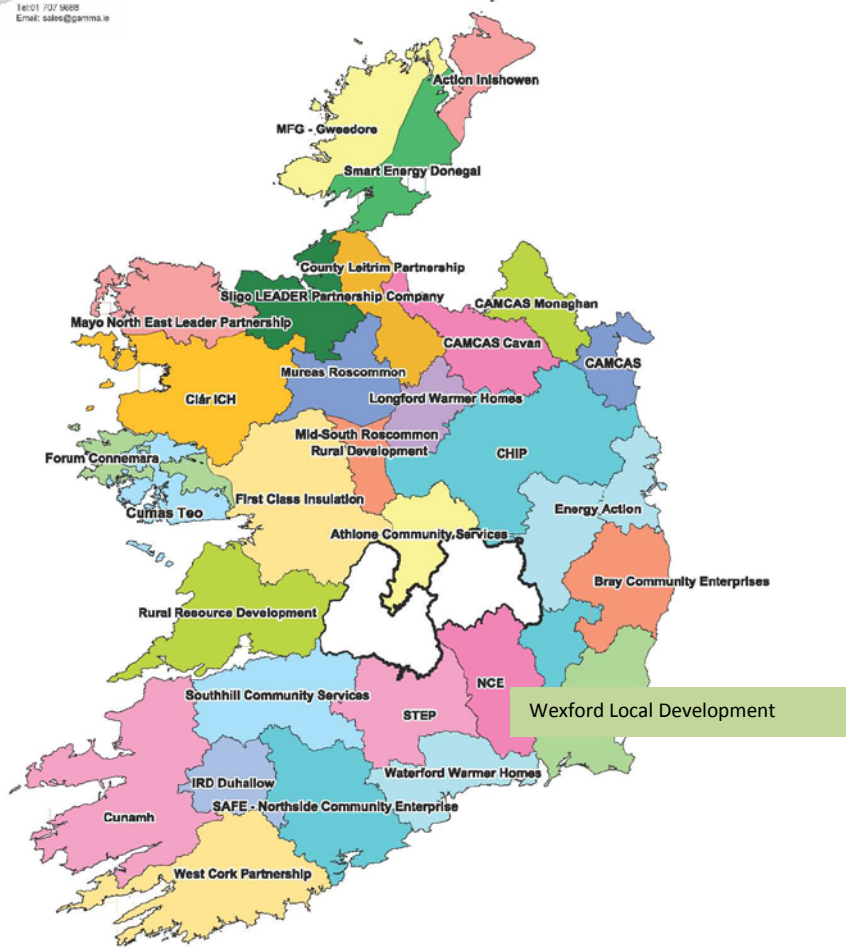 Tel:01 707 9688
Email: sales@gamma.ie
Action Inishowen
MFG - Gweedore
Smart Energy Donegal
County Leitrim Partnership
Sligo LEADER Partnership Company
CAMCAS Monaghan
Mayo North East Leader Partnership
CAMCAS Cavan
CAMCAS
Mureas Roscommon
Clár ICH
Longford Warmer Homes
Mid-South Roscommon
Rural Development
CHIP
Forum Connemara
First Class Insulation
Cumas Teo
Energy Action
Athlone Community Services
Bray Community Enterprises
Rural Resource Development
NCE
Southhill Community Services
STEP
Wexford Local Development
Waterford Warmer Homes
IRD Duhallow
SAFE - Northside Community Enterprise
Cunamh
West Cork Partnership